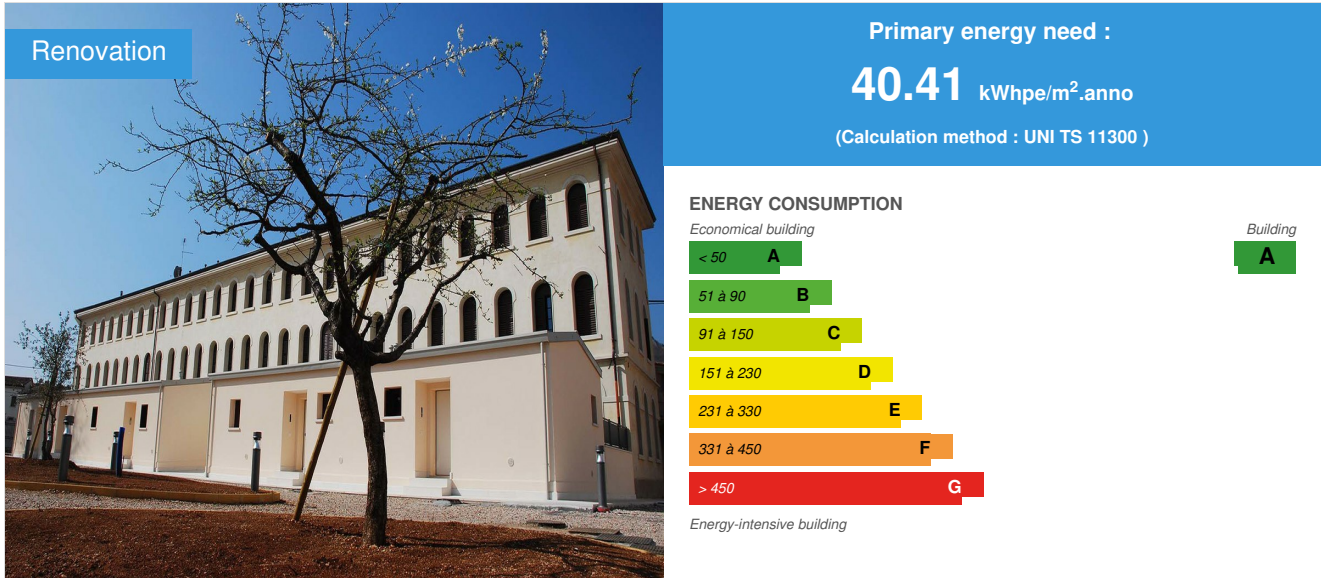 Renovation
Primary energy need :
40.41 kWhpe/m².anno
(Calculation method : UNI TS 11300 )
ENERGY CONSUMPTION
Economical building
Building
< 50 A
A
51 à 90 B
91 à 150 C
151 à 230 D
231 à 330 E
331 à 450 F
> 450 G
Energy-intensive building